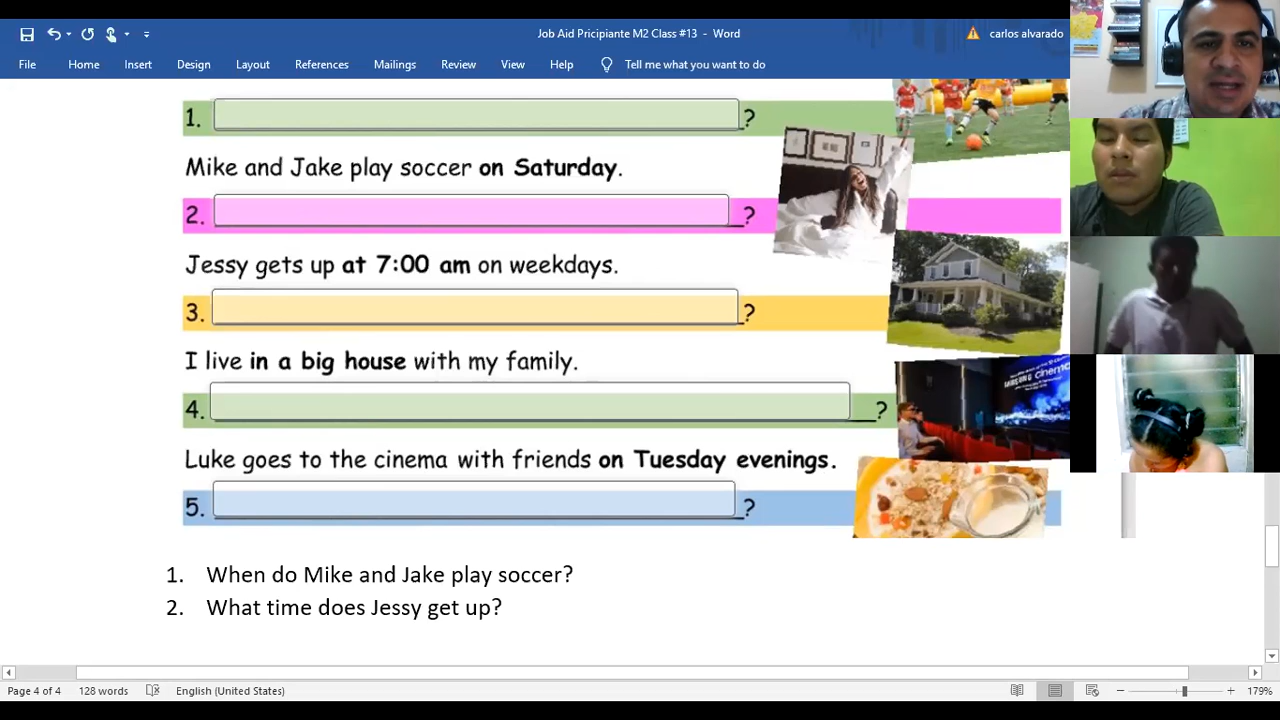 Job Aid Pricipiante M2 Class #13 - Word
carlos alvarado
File Home Insert Design Layout References Mailings Review View Help Tell me what you want to do
1. ?
Mike and Jake play soccer on Saturday.
2. ?
Jessy gets up at 7:00 am on weekdays.
3. ?
I live in a big house with my family.
4. ?
SAMSUNG Cinema
Luke goes to the cinema with friends on Tuesday evenings.
5. ?
1. When do Mike and Jake play soccer?
2. What time does Jessy get up?
Page 4 of 4 128 words English (United States) 179%